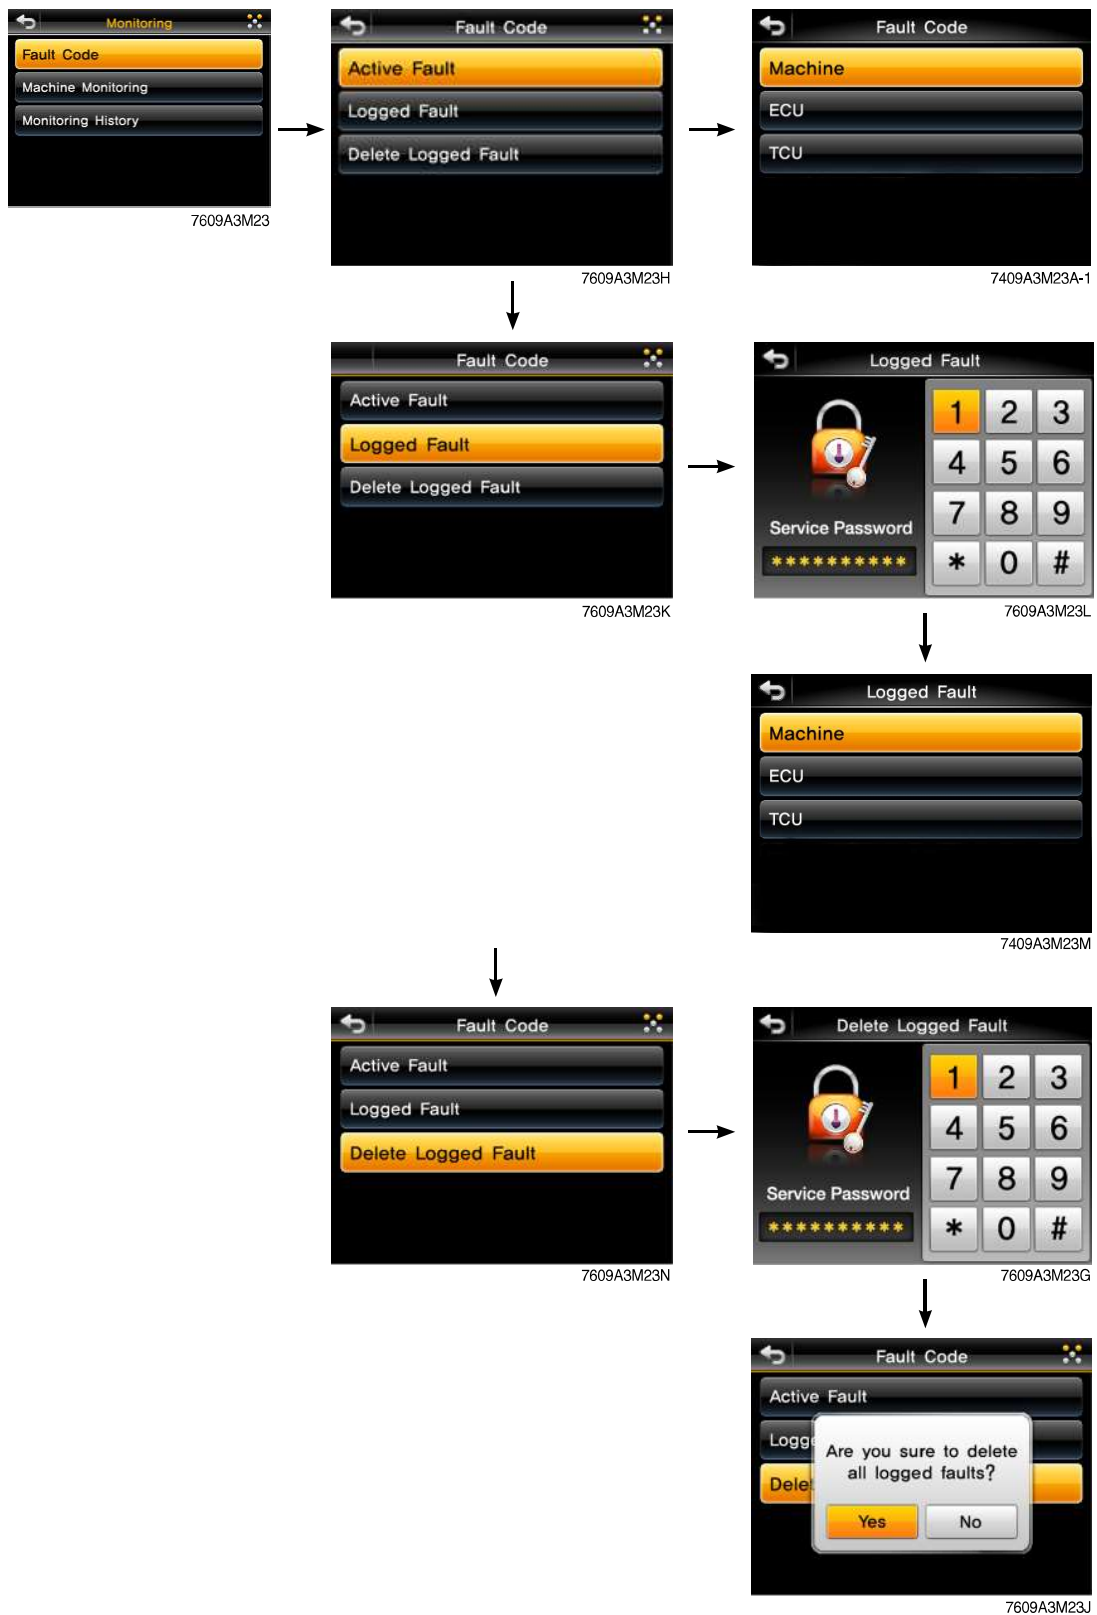 Monitoring
Fault Code
Machine Monitoring
Monitoring History
7609A3M23
Fault Code
Active Fault
Logged Fault
Delete Logged Fault
7609A3M23H
Fault Code
Machine
ECU
TCU
7409A3M23A-1
Fault Code
Active Fault
Logged Fault
Delete Logged Fault
7609A3M23K
Logged Fault
1 2 3
4 5 6
7 8 9
* 0 #
Service Password
**********
7609A3M23L
Logged Fault
Machine
ECU
TCU
7409A3M23M
Fault Code
Active Fault
Logged Fault
Delete Logged Fault
7609A3M23N
Delete Logged Fault
1 2 3
4 5 6
7 8 9
* 0 #
Service Password
**********
7609A3M23G
Fault Code
Active Fault
Logge
Delet
Are you sure to delete
all logged faults?
Yes No
7609A3M23J